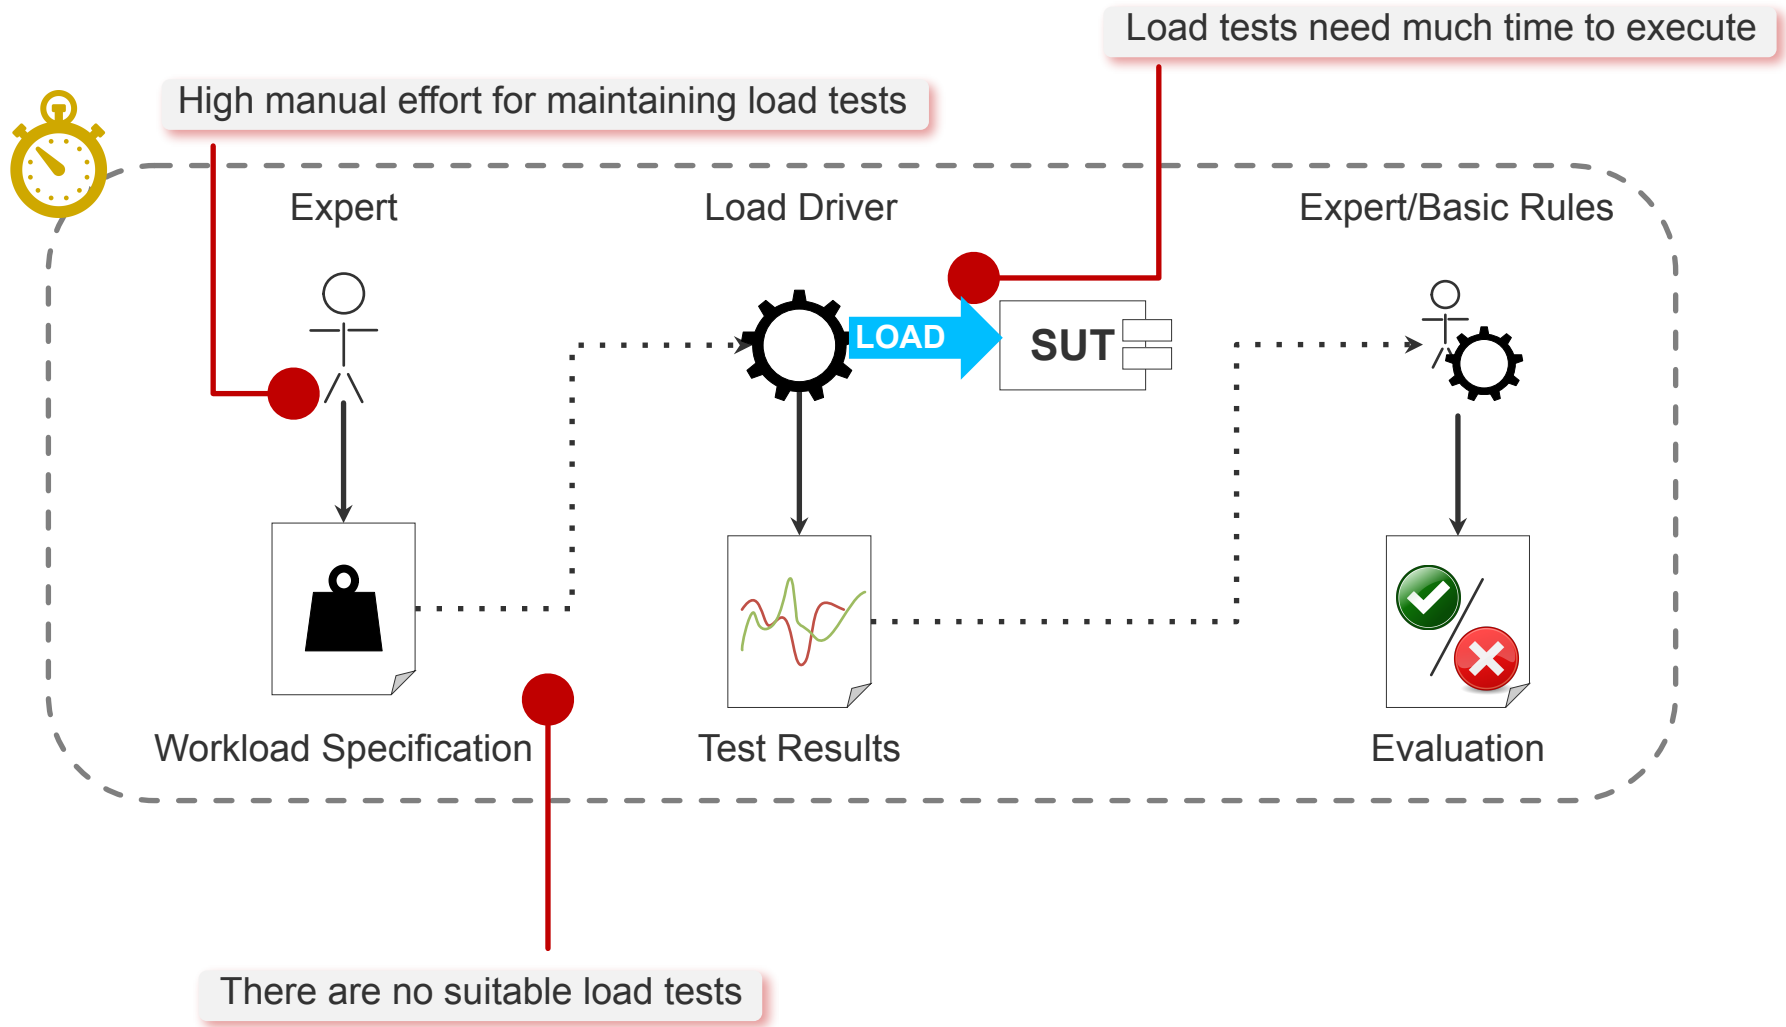 Load tests need much time to execute
High manual effort for maintaining load tests
Expert
Load Driver
Expert/Basic Rules
LOAD
SUT
Workload Specification
Test Results
Evaluation
There are no suitable load tests